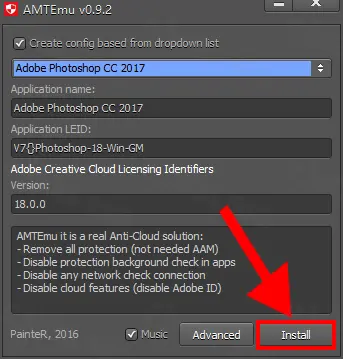 AMTEmu v0.9.2
Create config based from dropdown list
Adobe Photoshop CC 2017
Application name:
Adobe Photoshop CC 2017
Application LEID:
V7{}Photoshop-18-Win-GM
Adobe Creative Cloud Licensing Identifiers
Version:
18.0.0
AMTEmu it is a real Anti-Cloud solution:
- Remove all protection (not needed AAM)
- Disable protection background check in apps
- Disable any network check connection
- Disable cloud features (disable Adobe ID)
PainteR, 2016 Music Advanced Install